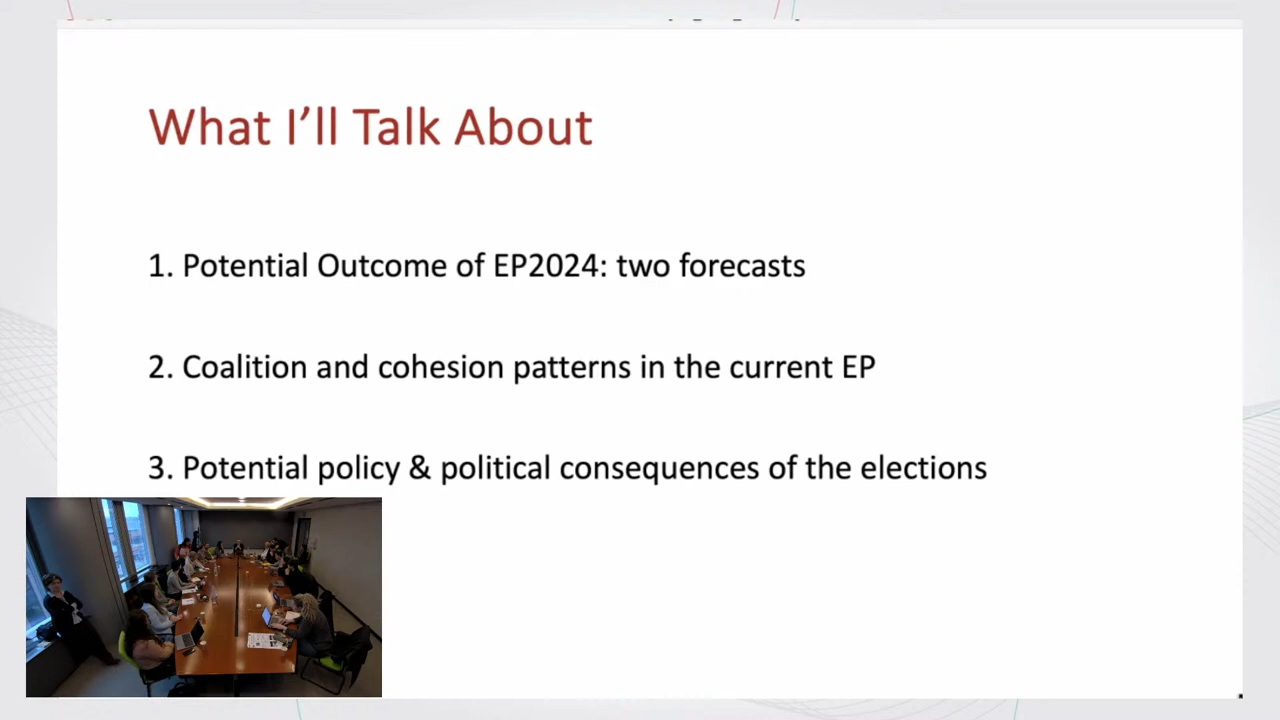 What I'll Talk About
1. Potential Outcome of EP2024: two forecasts
2. Coalition and cohesion patterns in the current EP
3. Potential policy & political consequences of the elections